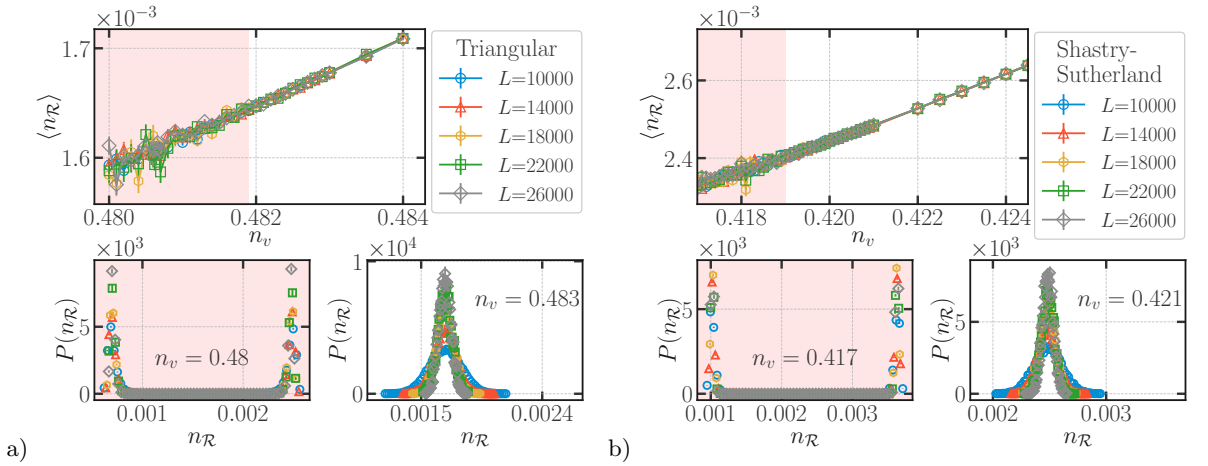 ×10⁻³
1.7
1.6
⟨n_R⟩
0.480
0.482
0.484
n_v
Triangular
L=10000
L=14000
L=18000
L=22000
L=26000
×10³
5
0
P(n_R)
n_v = 0.48
0.001
0.002
n_R
×10⁴
1
0
P(n_R)
n_v = 0.483
0.0016
0.0024
n_R
a)
×10⁻³
2.6
2.4
⟨n_R⟩
0.418
0.420
0.422
0.424
n_v
Shastry-
Sutherland
L=10000
L=14000
L=18000
L=22000
L=26000
×10³
5
0
P(n_R)
n_v = 0.417
0.001
0.002
0.003
n_R
×10³
5
0
P(n_R)
n_v = 0.421
0.002
0.003
n_R
b)